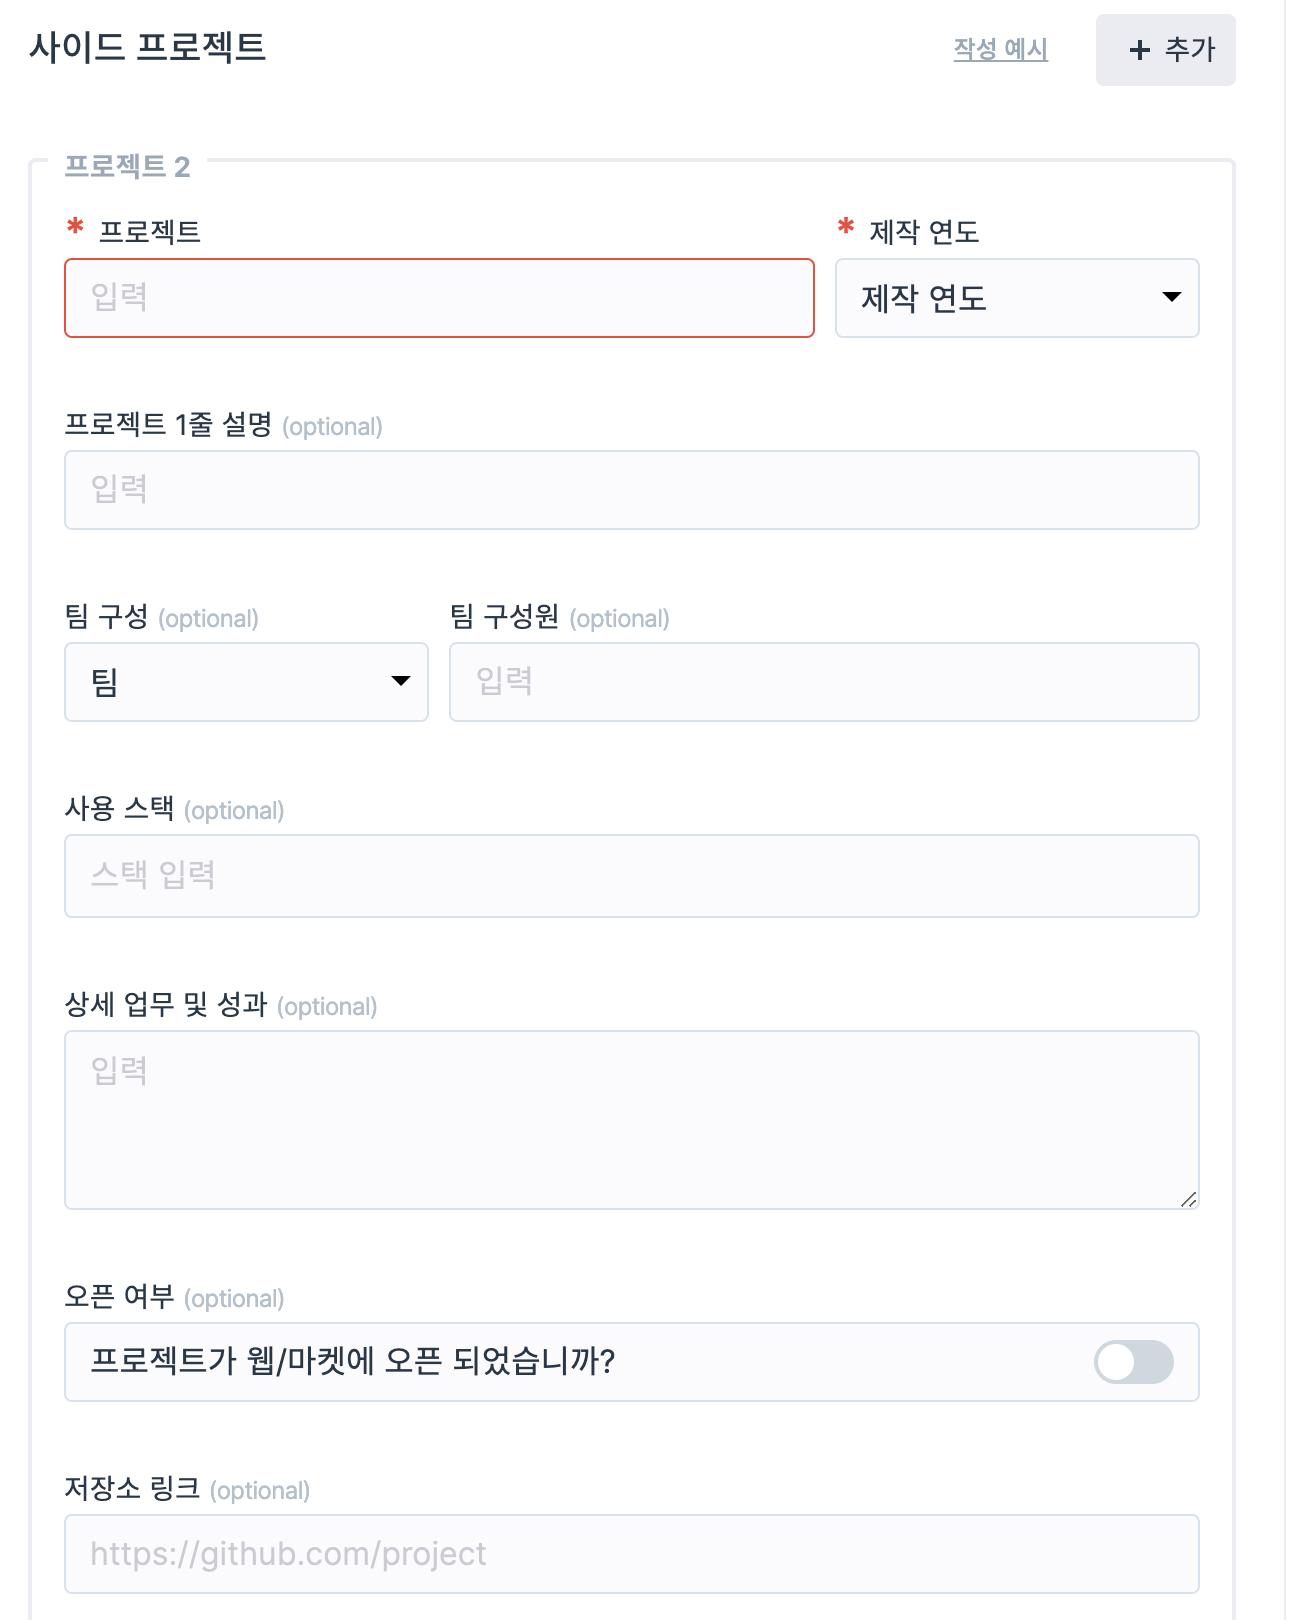 사이드 프로젝트
작성 예시
+ 추가
프로젝트 2
* 프로젝트
* 제작 연도
입력
제작 연도
프로젝트 1줄 설명 (optional)
입력
팀 구성 (optional)
팀 구성원 (optional)
팀
입력
사용 스택 (optional)
스택 입력
상세 업무 및 성과 (optional)
입력
오픈 여부 (optional)
프로젝트가 웹/마켓에 오픈 되었습니까?
저장소 링크 (optional)
https://github.com/project